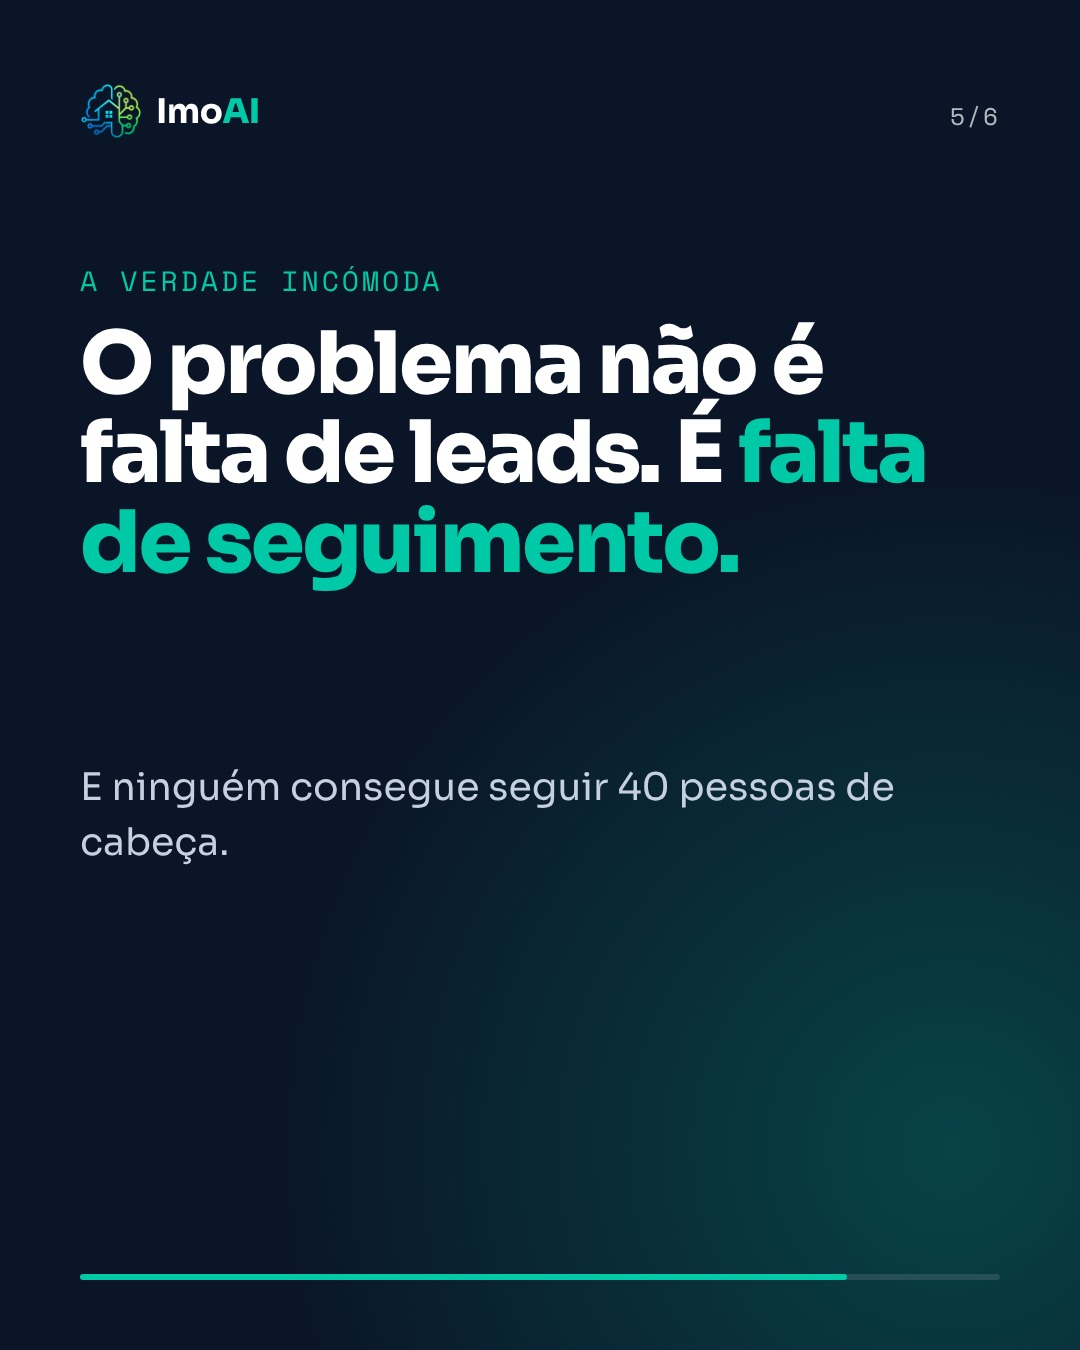 ImoAI
5 / 6
A VERDADE INCÓMODA
O problema não é
falta de leads. É falta
de seguimento.
E ninguém consegue seguir 40 pessoas de
cabeça.